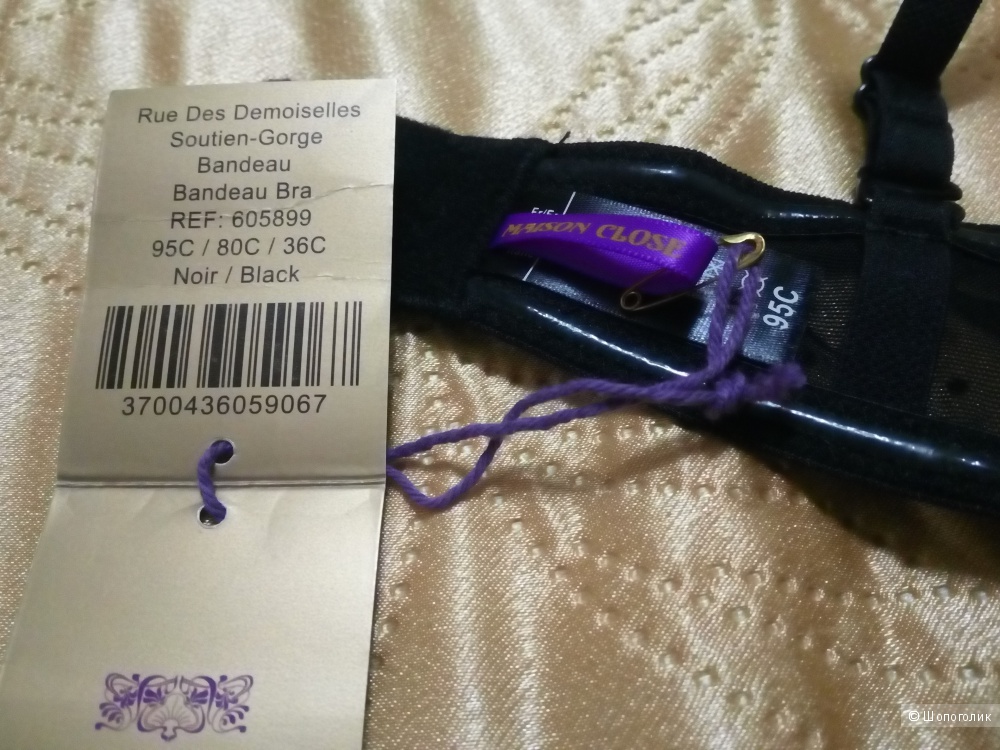 Rue Des Demoiselles
Soutien-Gorge
Bandeau
Bandeau Bra
REF: 605899
95C / 80C / 36C
Noir / Black
3700436059067
MAISON CLOSE
95C
© Шопоголик